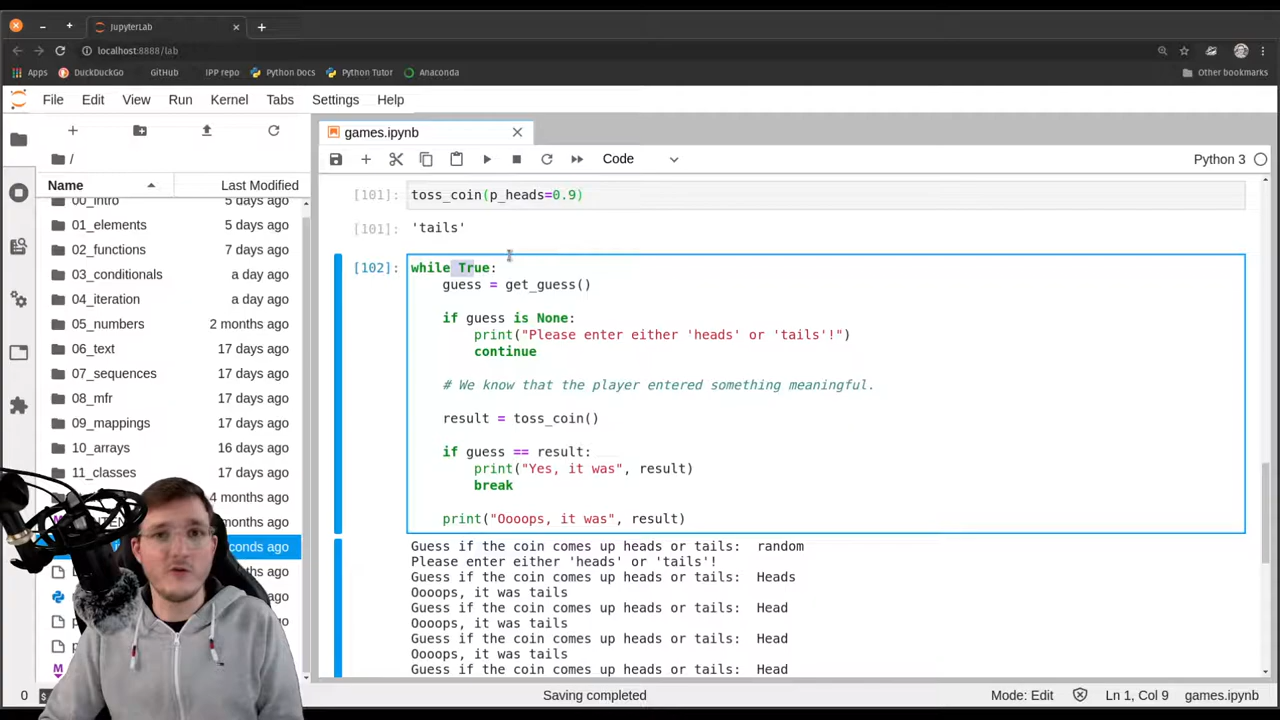 JupyterLab
localhost:8888/lab
Apps DuckDuckGo GitHub IPP repo Python Docs Python Tutor Anaconda Other bookmarks
File Edit View Run Kernel Tabs Settings Help
games.ipynb
/
Code
Python 3
Name Last Modified
00_intro 5 days ago
01_elements 5 days ago
02_functions 7 days ago
03_conditionals a day ago
04_iteration a day ago
05_numbers 2 months ago
06_text 17 days ago
07_sequences 17 days ago
08_mfr 17 days ago
09_mappings 17 days ago
10_arrays 16 days ago
11_classes 17 days ago
4 months ago
months ago
conds ago
[101]: toss_coin(p_heads=0.9)
[101]: 'tails'
[102]: while True:
guess = get_guess()
if guess is None:
print("Please enter either 'heads' or 'tails'!")
continue
# We know that the player entered something meaningful.
result = toss_coin()
if guess == result:
print("Yes, it was", result)
break
print("Oooops, it was", result)
Guess if the coin comes up heads or tails: random
Please enter either 'heads' or 'tails'!
Guess if the coin comes up heads or tails: Heads
Oooops, it was tails
Guess if the coin comes up heads or tails: Head
Oooops, it was tails
Guess if the coin comes up heads or tails: Head
Oooops, it was tails
Guess if the coin comes up heads or tails: Head
0
Saving completed
Mode: Edit
Ln 1, Col 9
games.ipynb